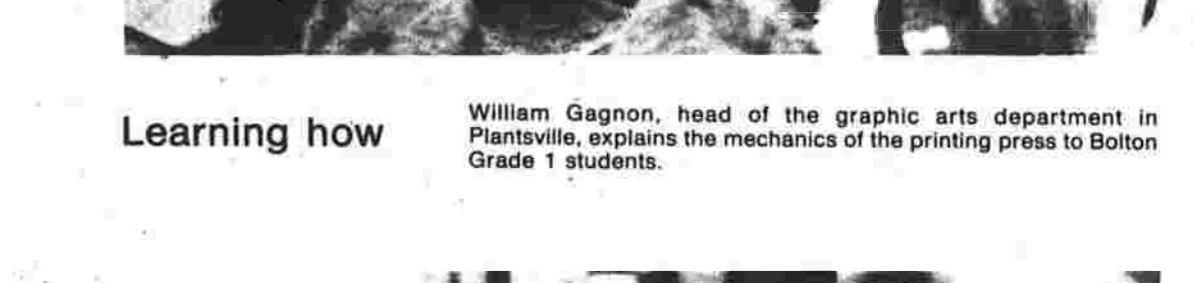 Learning how
William Gagnon, head of the graphic arts department in
Plantsville, explains the mechanics of the printing press to Bolton
Grade 1 students.